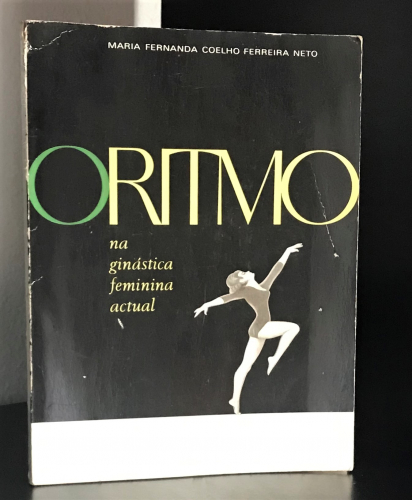 MARIA FERNANDA COELHO FERREIRA NETO
ORITMO
na
ginástica
feminina
actual